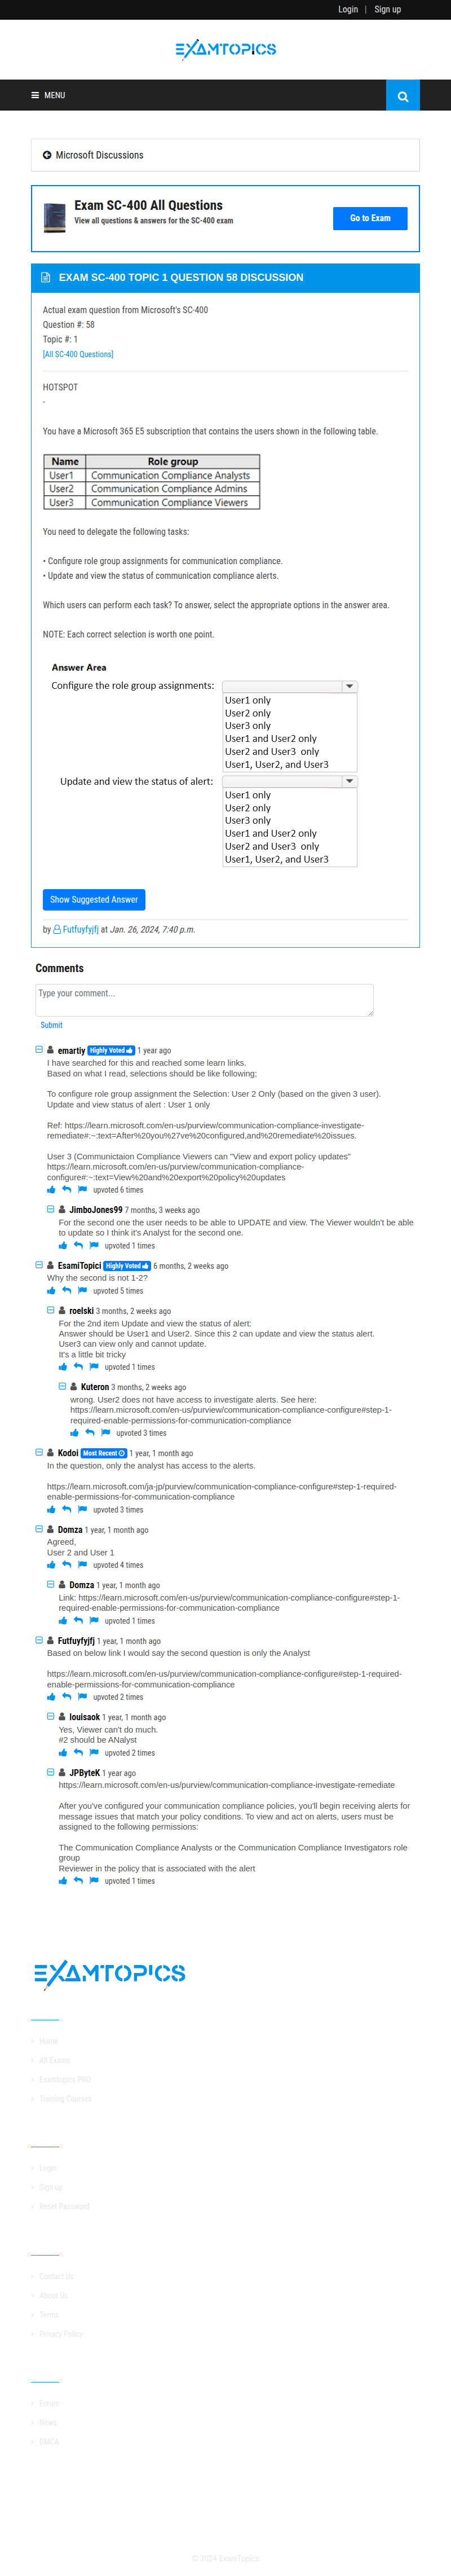 Login | Sign up
EXAMTOPICS
MENU
Microsoft Discussions
Exam SC-400 All Questions
View all questions & answers for the SC-400 exam
Go to Exam
EXAM SC-400 TOPIC 1 QUESTION 58 DISCUSSION
Actual exam question from Microsoft's SC-400
Question #: 58
Topic #: 1
[All SC-400 Questions]
HOTSPOT
-
You have a Microsoft 365 E5 subscription that contains the users shown in the following table.
Name Role group
User1 Communication Compliance Analysts
User2 Communication Compliance Admins
User3 Communication Compliance Viewers
You need to delegate the following tasks:
• Configure role group assignments for communication compliance.
• Update and view the status of communication compliance alerts.
Which users can perform each task? To answer, select the appropriate options in the answer area.
NOTE: Each correct selection is worth one point.
Answer Area
Configure the role group assignments:
User1 only
User2 only
User3 only
User1 and User2 only
User2 and User3 only
User1, User2, and User3
Update and view the status of alert:
User1 only
User2 only
User3 only
User1 and User2 only
User2 and User3 only
User1, User2, and User3
Show Suggested Answer
by Futfuyfyjfj at Jan. 26, 2024, 7:40 p.m.
Comments
Type your comment...
Submit
emartiy Highly Voted 1 year ago
I have searched for this and reached some learn links.
Based on what I read, selections should be like following;
To configure role group assignment the Selection: User 2 Only (based on the given 3 user).
Update and view status of alert : User 1 only
Ref: https://learn.microsoft.com/en-us/purview/communication-compliance-investigate-
remediate#:~:text=After%20you%27ve%20configured,and%20remediate%20issues.
User 3 (Communictaion Compliance Viewers can "View and export policy updates"
https://learn.microsoft.com/en-us/purview/communication-compliance-
configure#:~:text=View%20and%20export%20policy%20updates
upvoted 6 times
JimboJones99 7 months, 3 weeks ago
For the second one the user needs to be able to UPDATE and view. The Viewer wouldn't be able
to update so I think it's Analyst for the second one.
upvoted 1 times
EsamiTopici Highly Voted 6 months, 2 weeks ago
Why the second is not 1-2?
upvoted 5 times
roelski 3 months, 2 weeks ago
For the 2nd item Update and view the status of alert:
Answer should be User1 and User2. Since this 2 can update and view the status alert.
User3 can view only and cannot update.
It's a little bit tricky
upvoted 1 times
Kuteron 3 months, 2 weeks ago
wrong. User2 does not have access to investigate alerts. See here:
https://learn.microsoft.com/en-us/purview/communication-compliance-configure#step-1-
required-enable-permissions-for-communication-compliance
upvoted 3 times
Kodoi Most Recent 1 year, 1 month ago
In the question, only the analyst has access to the alerts.
https://learn.microsoft.com/ja-jp/purview/communication-compliance-configure#step-1-required-
enable-permissions-for-communication-compliance
upvoted 3 times
Domza 1 year, 1 month ago
Agreed,
User 2 and User 1
upvoted 4 times
Domza 1 year, 1 month ago
Link: https://learn.microsoft.com/en-us/purview/communication-compliance-configure#step-1-
required-enable-permissions-for-communication-compliance
upvoted 1 times
Futfuyfyjfj 1 year, 1 month ago
Based on below link I would say the second question is only the Analyst
https://learn.microsoft.com/en-us/purview/communication-compliance-configure#step-1-required-
enable-permissions-for-communication-compliance
upvoted 2 times
louisaok 1 year, 1 month ago
Yes, Viewer can't do much.
#2 should be ANalyst
upvoted 2 times
JPByteK 1 year ago
https://learn.microsoft.com/en-us/purview/communication-compliance-investigate-remediate
After you've configured your communication compliance policies, you'll begin receiving alerts for
message issues that match your policy conditions. To view and act on alerts, users must be
assigned to the following permissions:
The Communication Compliance Analysts or the Communication Compliance Investigators role
group
Reviewer in the policy that is associated with the alert
upvoted 1 times
EXAMTOPICS
Home
All Exams
Examtopics PRO
Training Courses
Login
Sign up
Reset Password
Contact Us
About Us
Terms
Privacy Policy
Forum
News
DMCA
© 2024 ExamTopics